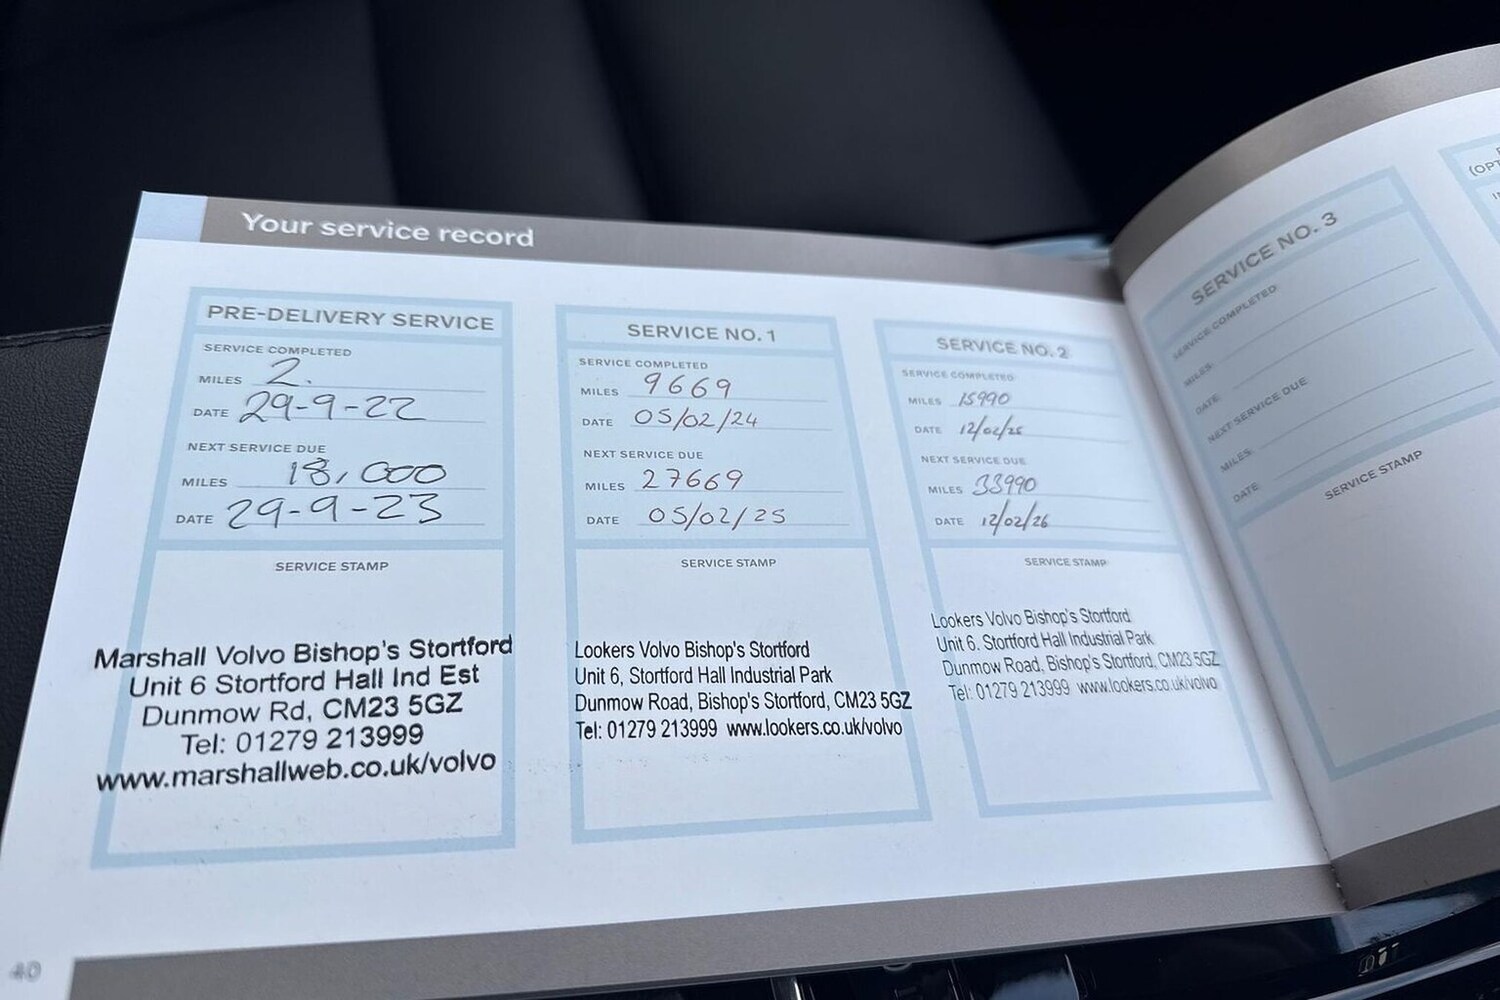 Your service record
PRE-DELIVERY SERVICE
SERVICE COMPLETED
MILES 2.
DATE 29-9-22
NEXT SERVICE DUE
MILES 18,000
DATE 29-9-23
SERVICE STAMP
Marshall Volvo Bishop's Stortford
Unit 6 Stortford Hall Ind Est
Dunmow Rd, CM23 5GZ
Tel: 01279 213999
www.marshallweb.co.uk/volvo
SERVICE NO. 1
SERVICE COMPLETED
MILES 9669
DATE 05/02/24
NEXT SERVICE DUE
MILES 27669
DATE 05/02/25
SERVICE STAMP
Lookers Volvo Bishop's Stortford
Unit 6, Stortford Hall Industrial Park
Dunmow Road, Bishop's Stortford, CM23 5GZ
Tel: 01279 213999 www.lookers.co.uk/volvo
SERVICE NO. 2
SERVICE COMPLETED
MILES 15990
DATE 12/02/25
NEXT SERVICE DUE
MILES 33990
DATE 12/02/26
SERVICE STAMP
Lookers Volvo Bishop's Stortford
Unit 6. Stortford Hall Industrial Park
Dunmow Road, Bishop's Stortford, CM23 5GZ
Tel: 01279 213999 www.lookers.co.uk/volvo
SERVICE NO. 3
SERVICE COMPLETED
MILES
DATE
NEXT SERVICE DUE
MILES
DATE
SERVICE STAMP
40